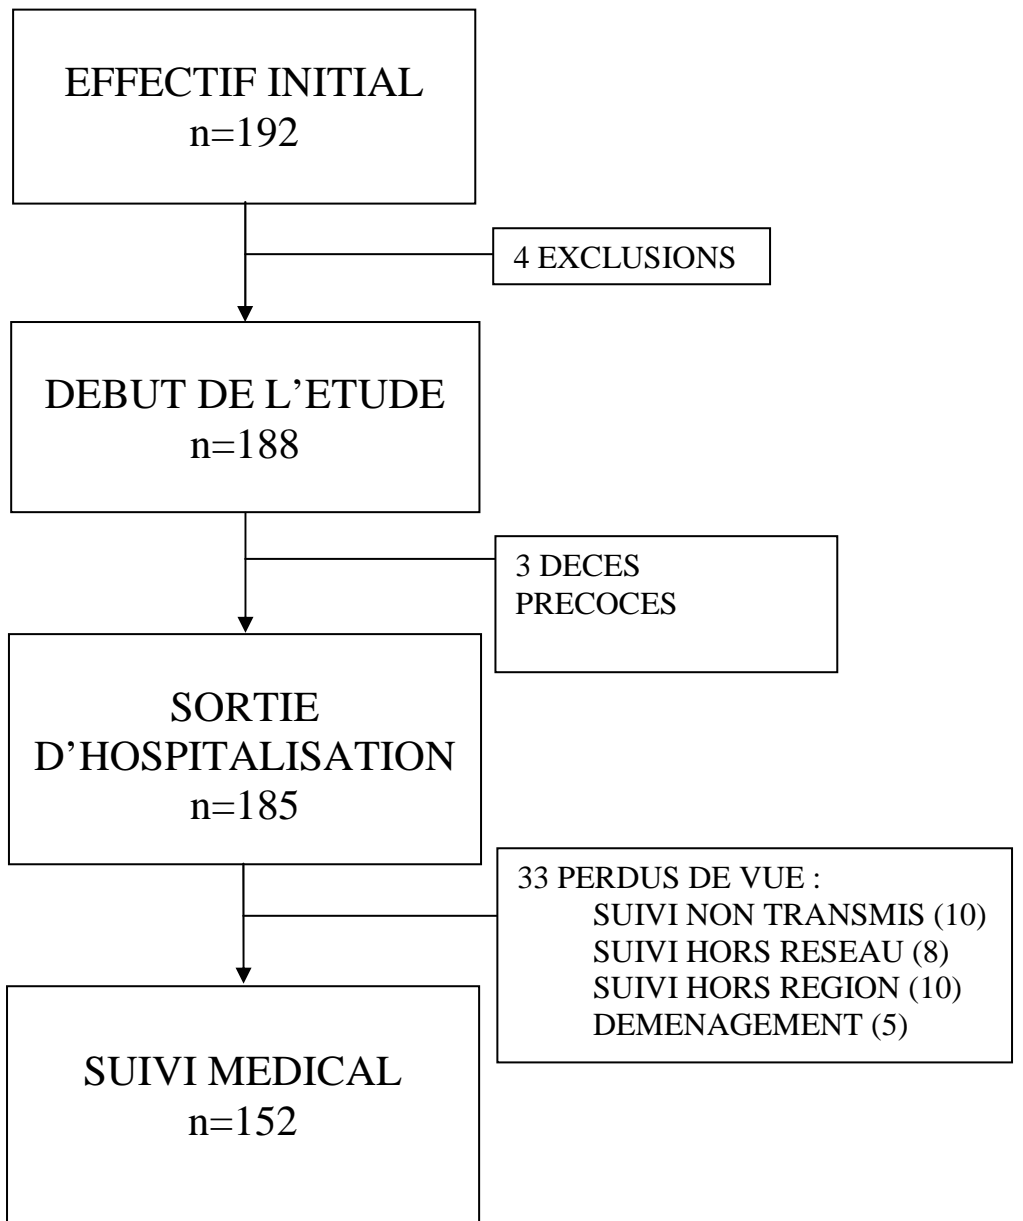 EFFECTIF INITIAL
n=192
4 EXCLUSIONS
DEBUT DE L’ETUDE
n=188
3 DECES
PRECOCES
SORTIE
D’HOSPITALISATION
n=185
33 PERDUS DE VUE :
SUIVI NON TRANSMIS (10)
SUIVI HORS RESEAU (8)
SUIVI HORS REGION (10)
DEMENAGEMENT (5)
SUIVI MEDICAL
n=152